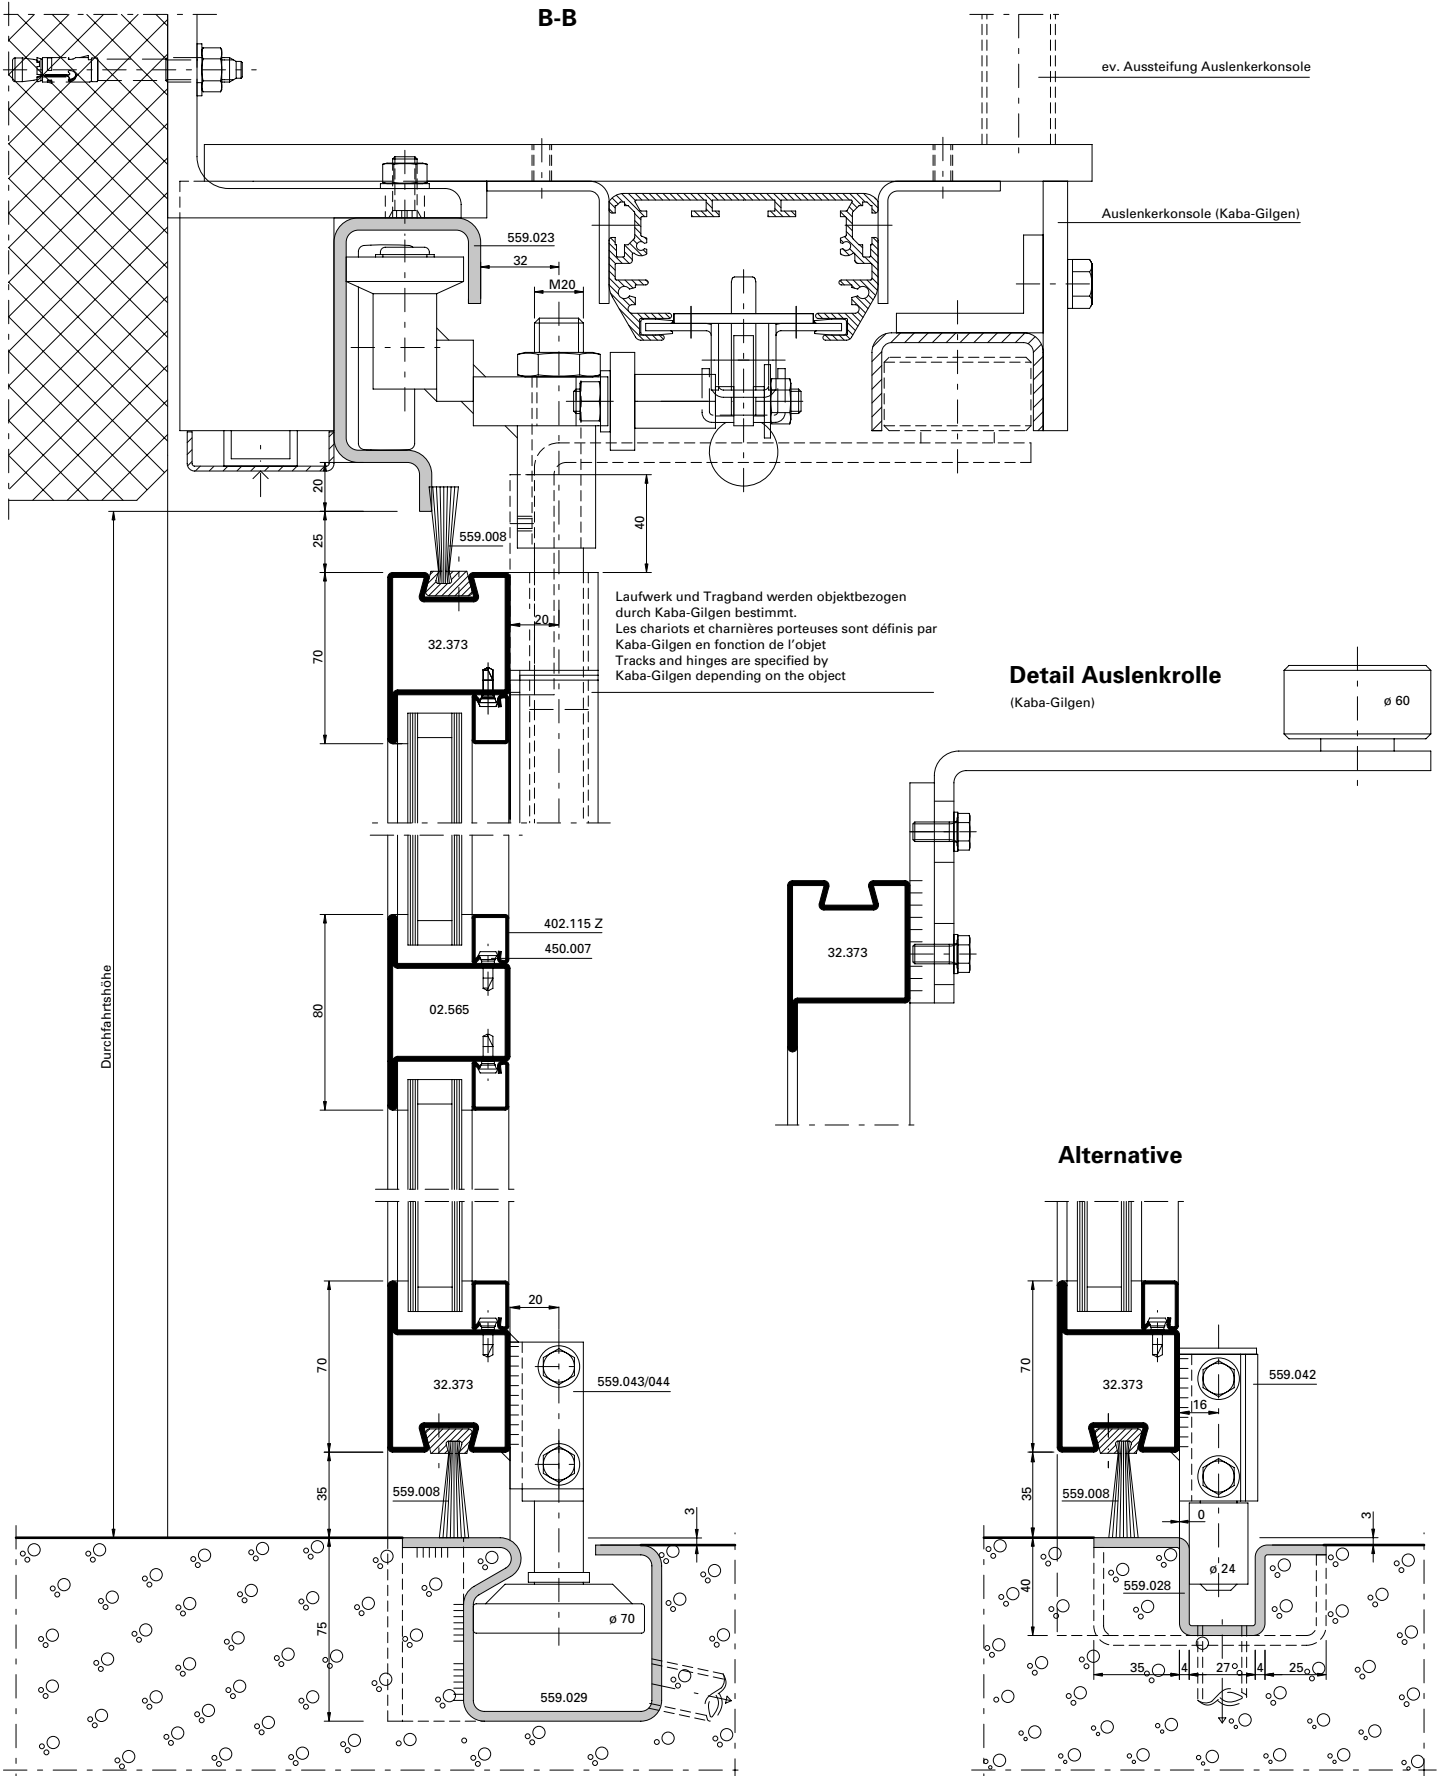 B-B
ev. Aussteifung Auslenkerkonsole
Auslenkerkonsole (Kaba-Gilgen)
559.023
32
M20
20
25
40
559.008
Laufwerk und Tragband werden objektbezogen
durch Kaba-Gilgen bestimmt.
Les chariots et charnières porteuses sont définis par
Kaba-Gilgen en fonction de l'objet
Tracks and hinges are specified by
Kaba-Gilgen depending on the object
20
70
32.373
Detail Auslenkrolle
(Kaba-Gilgen)
ø 60
32.373
402.115 Z
450.007
80
02.565
Durchfahrtshöhe
Alternative
20
70
32.373
559.043/044
35
559.008
3
75
ø 70
559.029
70
32.373
559.042
16
35
559.008
0
3
40
ø 24
559.028
35
4
27
4
25